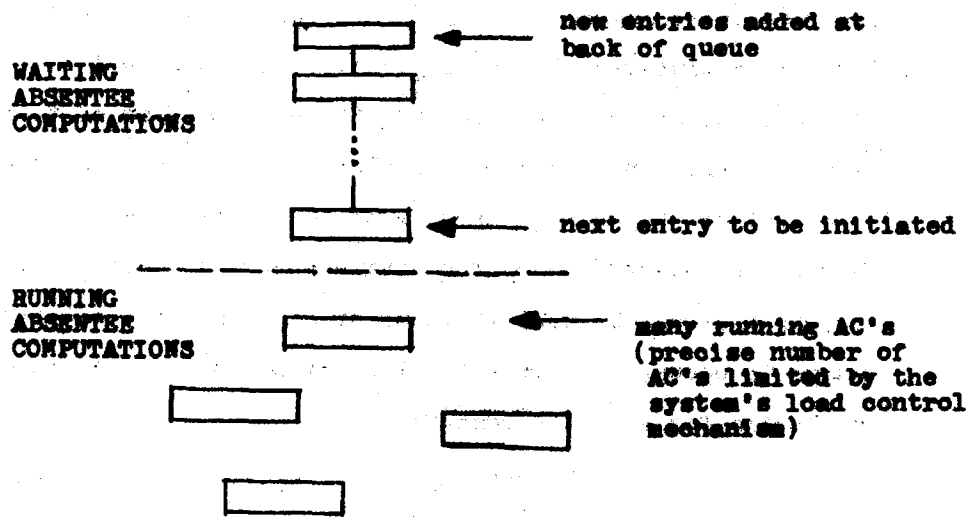 new entries added at
back of queue
WAITING
ABSENTEE
COMPUTATIONS
next entry to be initiated
RUNNING
ABSENTEE
COMPUTATIONS
many running AC's
(precise number of
AC's limited by the
system's load control
mechanism)